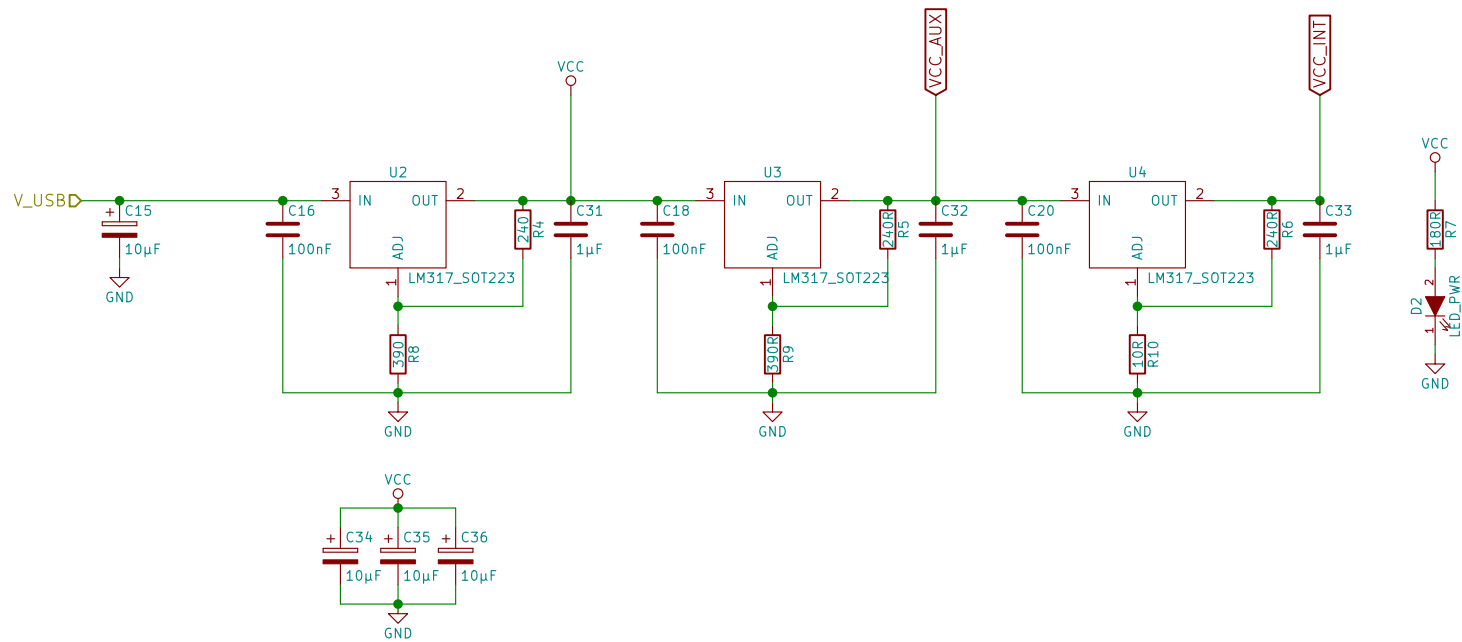 VCC_AUX
VCC_INT
VCC
VCC
U2
U3
U4
V_USB
+ C15
10µF
C16
100nF
3 IN OUT 2
ADJ
1
LM317_SOT223
240
R4
C31
1µF
C18
100nF
3 IN OUT 2
ADJ
1
LM317_SOT223
240R
R5
C32
1µF
C20
100nF
3 IN OUT 2
ADJ
1
LM317_SOT223
240R
R6
C33
1µF
180R
R7
GND
390
R8
390R
R9
10R
R10
2
D2
1
LED_PWR
GND
GND
GND
GND
VCC
+ C34
10µF
+ C35
10µF
+ C36
10µF
GND